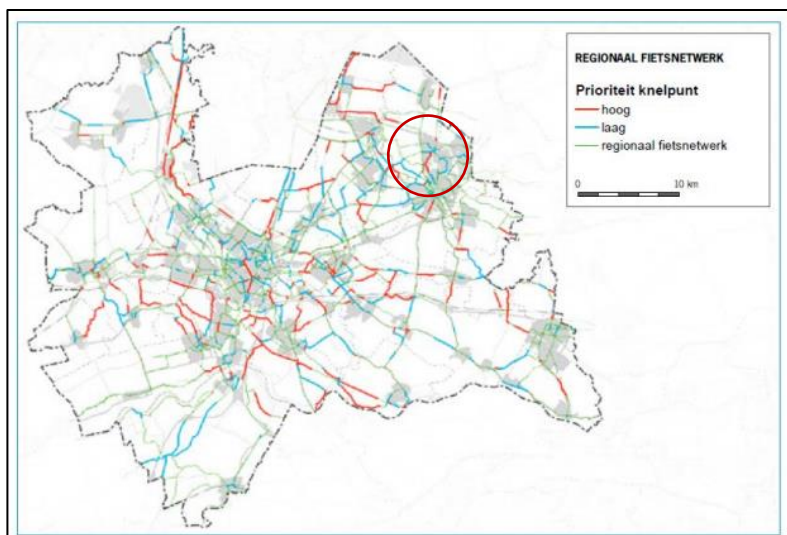 REGIONAAL FIETSNETWERK
Prioriteit knelpunt
hoog
laag
regionaal fietsnetwerk
0 10 km